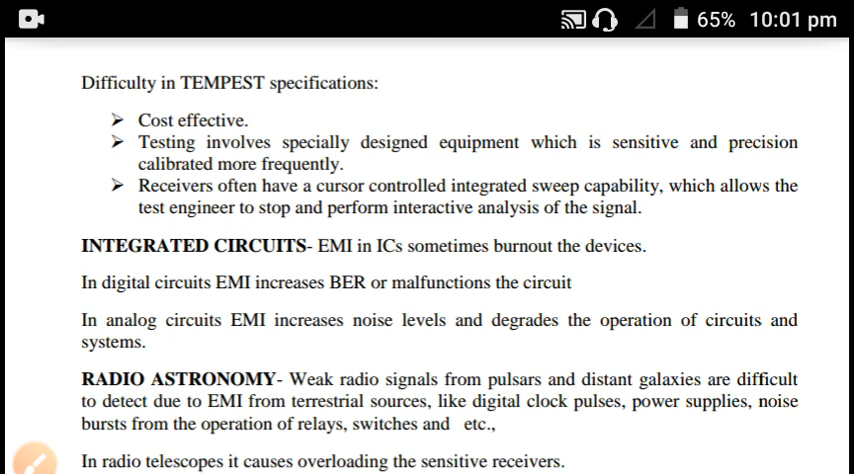 65% 10:01 pm
Difficulty in TEMPEST specifications:
➢ Cost effective.
➢ Testing involves specially designed equipment which is sensitive and precision
calibrated more frequently.
➢ Receivers often have a cursor controlled integrated sweep capability, which allows the
test engineer to stop and perform interactive analysis of the signal.
INTEGRATED CIRCUITS- EMI in ICs sometimes burnout the devices.
In digital circuits EMI increases BER or malfunctions the circuit
In analog circuits EMI increases noise levels and degrades the operation of circuits and
systems.
RADIO ASTRONOMY- Weak radio signals from pulsars and distant galaxies are difficult
to detect due to EMI from terrestrial sources, like digital clock pulses, power supplies, noise
bursts from the operation of relays, switches and etc.,
In radio telescopes it causes overloading the sensitive receivers.